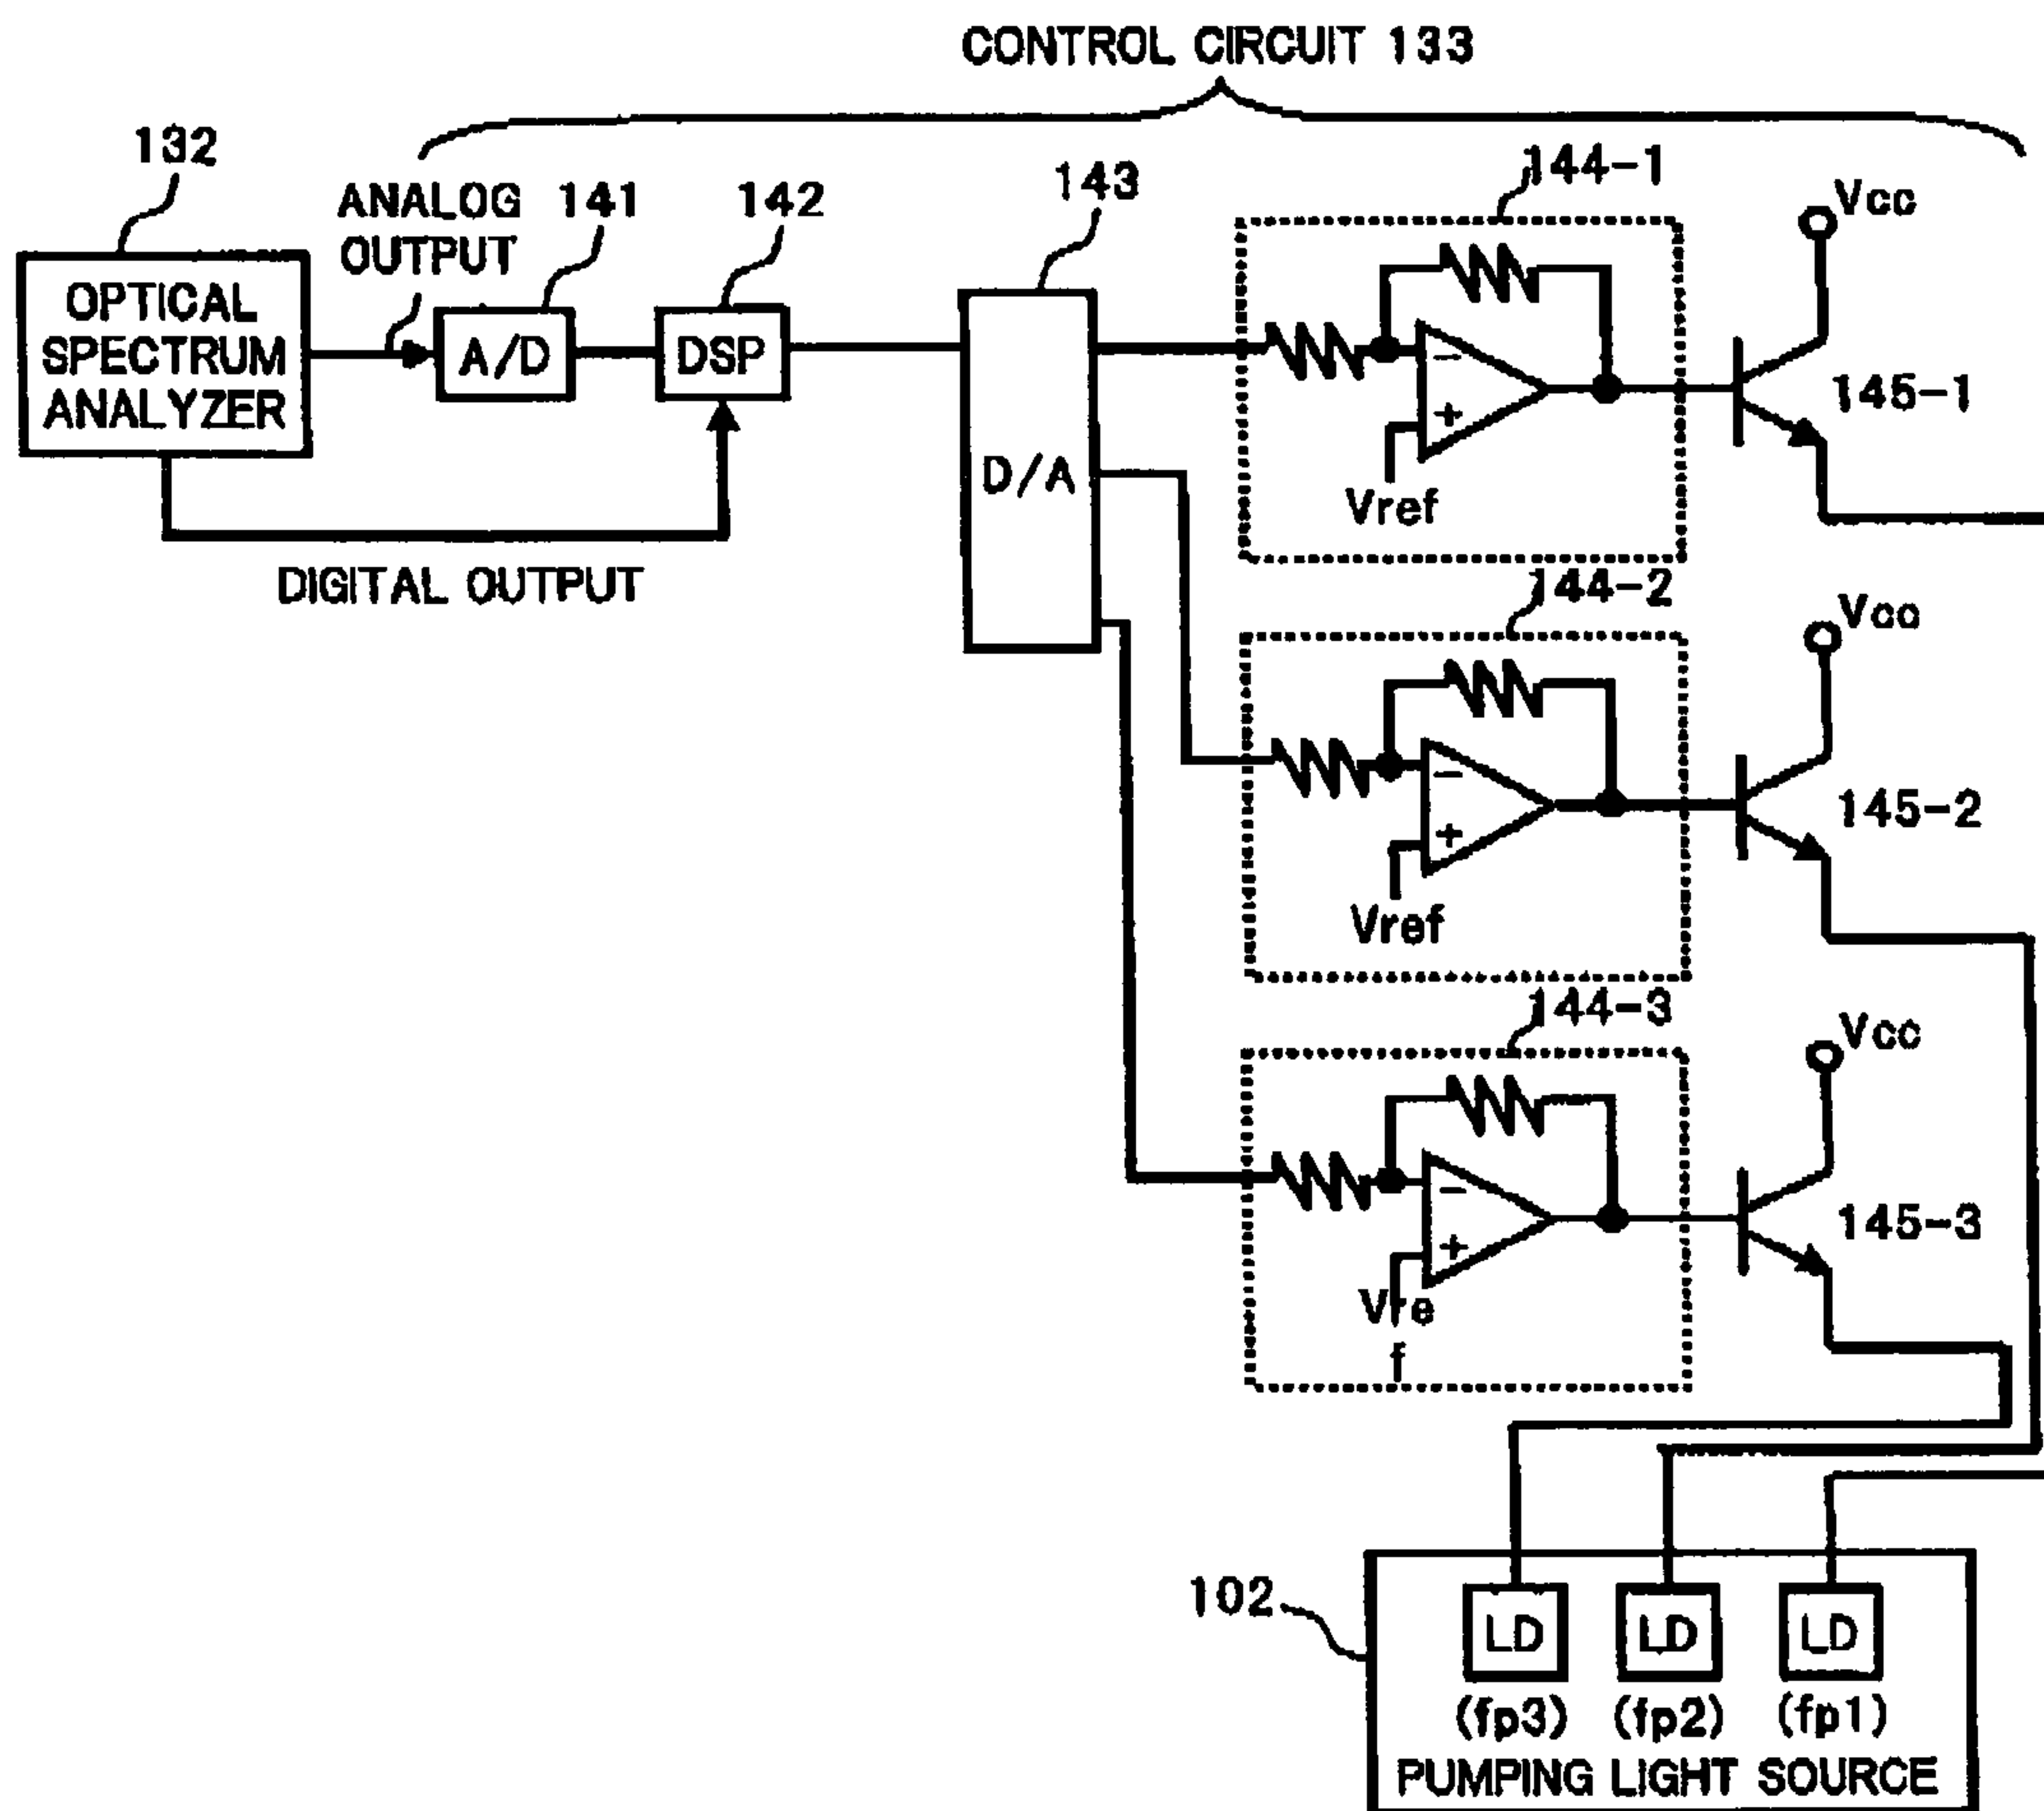 CONTROL CIRCUIT 133
132
ANALOG
OUTPUT
141
142
143
144-1
Vcc
OPTICAL
SPECTRUM
ANALYZER
A/D
DSP
D/A
−
+
Vref
145-1
DIGITAL OUTPUT
144-2
Vcc
−
+
Vref
145-2
144-3
Vcc
−
+
Vre
f
145-3
102
LD
LD
LD
(fp3)
(fp2)
(fp1)
PUMPING LIGHT SOURCE